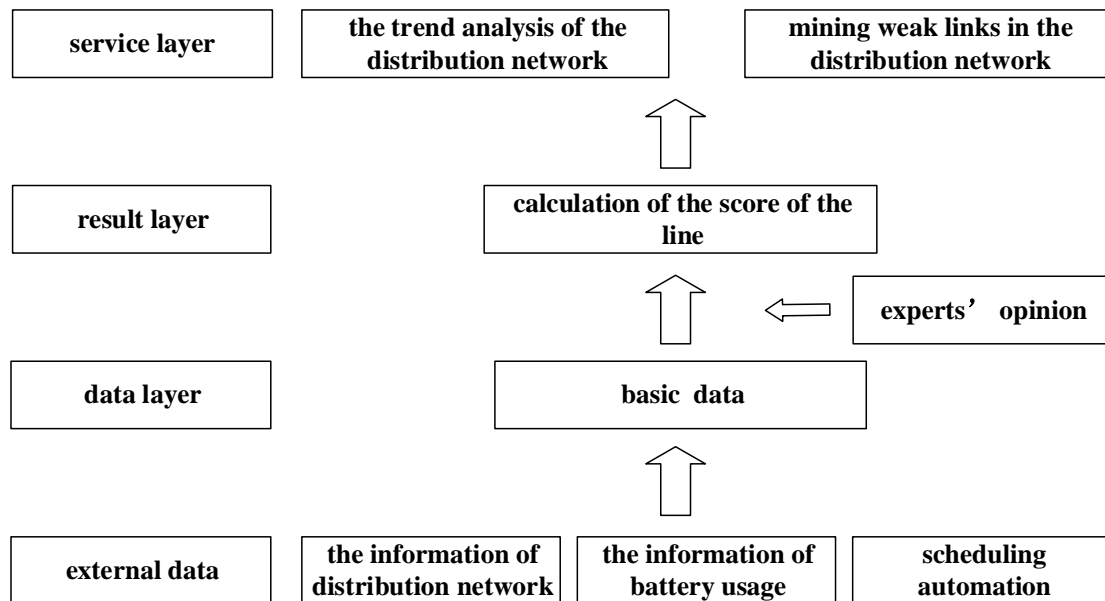 service layer
the trend analysis of the
distribution network
mining weak links in the
distribution network
result layer
calculation of the score of the
line
experts’ opinion
data layer
basic data
external data
the information of
distribution network
the information of
battery usage
scheduling
automation